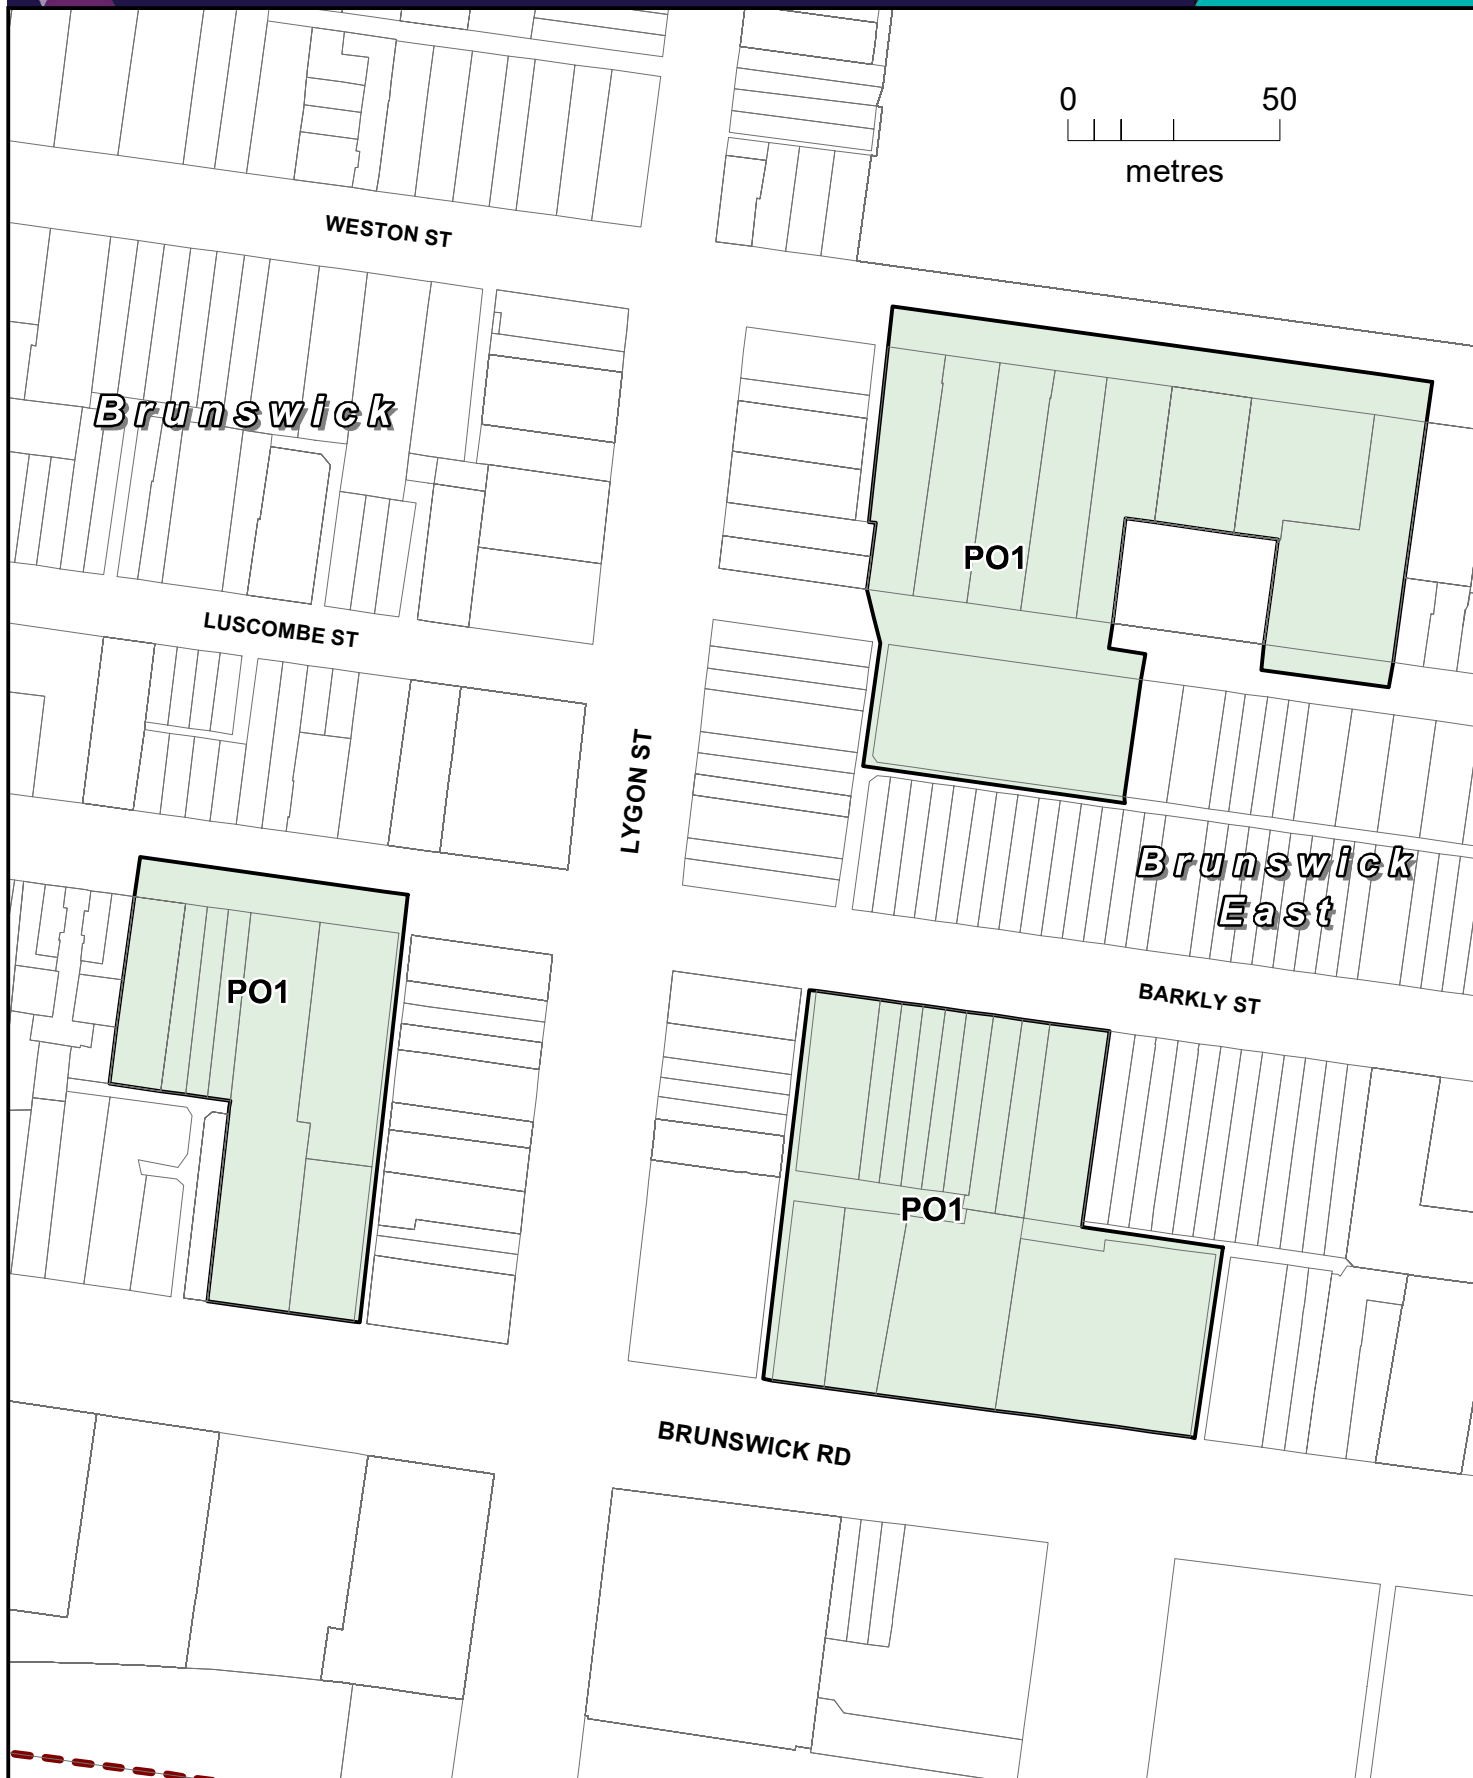 0 50
metres
WESTON ST
Brunswick
PO1
LUSCOMBE ST
LYGON ST
Brunswick
East
PO1
BARKLY ST
PO1
BRUNSWICK RD